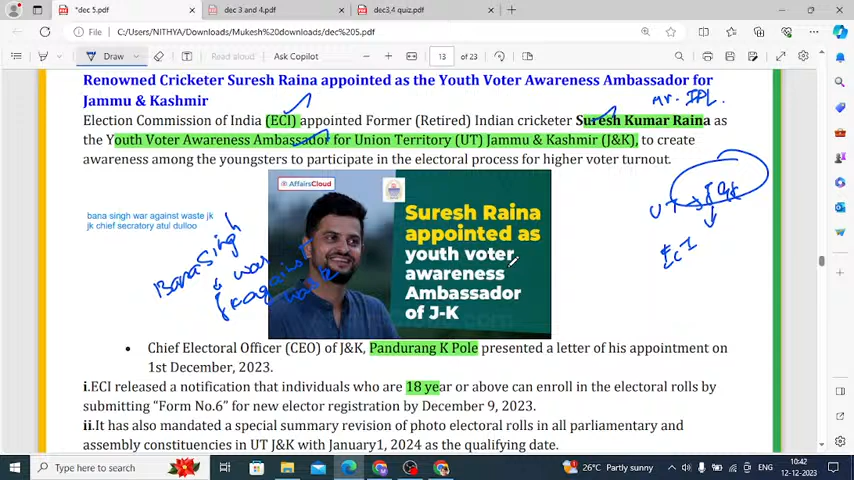 *dec 5.pdf
dec 3 and 4.pdf
dec3,4 quiz.pdf
File
C:/Users/NITHYA/Downloads/Mukesh%20downloads/dec%205.pdf
Draw
Read aloud
Ask Copilot
13
of 23
Renowned Cricketer Suresh Raina appointed as the Youth Voter Awareness Ambassador for
Jammu & Kashmir
Mr. IPL.
Election Commission of India (ECI) appointed Former (Retired) Indian cricketer Suresh Kumar Raina as
the Youth Voter Awareness Ambassador for Union Territory (UT) Jammu & Kashmir (J&K), to create
awareness among the youngsters to participate in the electoral process for higher voter turnout.
AffairsCloud
bana singh war against waste jk
jk chief secratory atul dulloo
Suresh Raina
appointed as
youth voter
awareness
Ambassador
of J-K
UT
ECI
Bana Singh
war
against
waste
Chief Electoral Officer (CEO) of J&K, Pandurang K Pole presented a letter of his appointment on
1st December, 2023.
i.ECI released a notification that individuals who are 18 year or above can enroll in the electoral rolls by
submitting “Form No.6” for new elector registration by December 9, 2023.
ii.It has also mandated a special summary revision of photo electoral rolls in all parliamentary and
assembly constituencies in UT J&K with January1, 2024 as the qualifying date.
Type here to search
26°C Partly sunny
ENG
10:42
12-12-2023